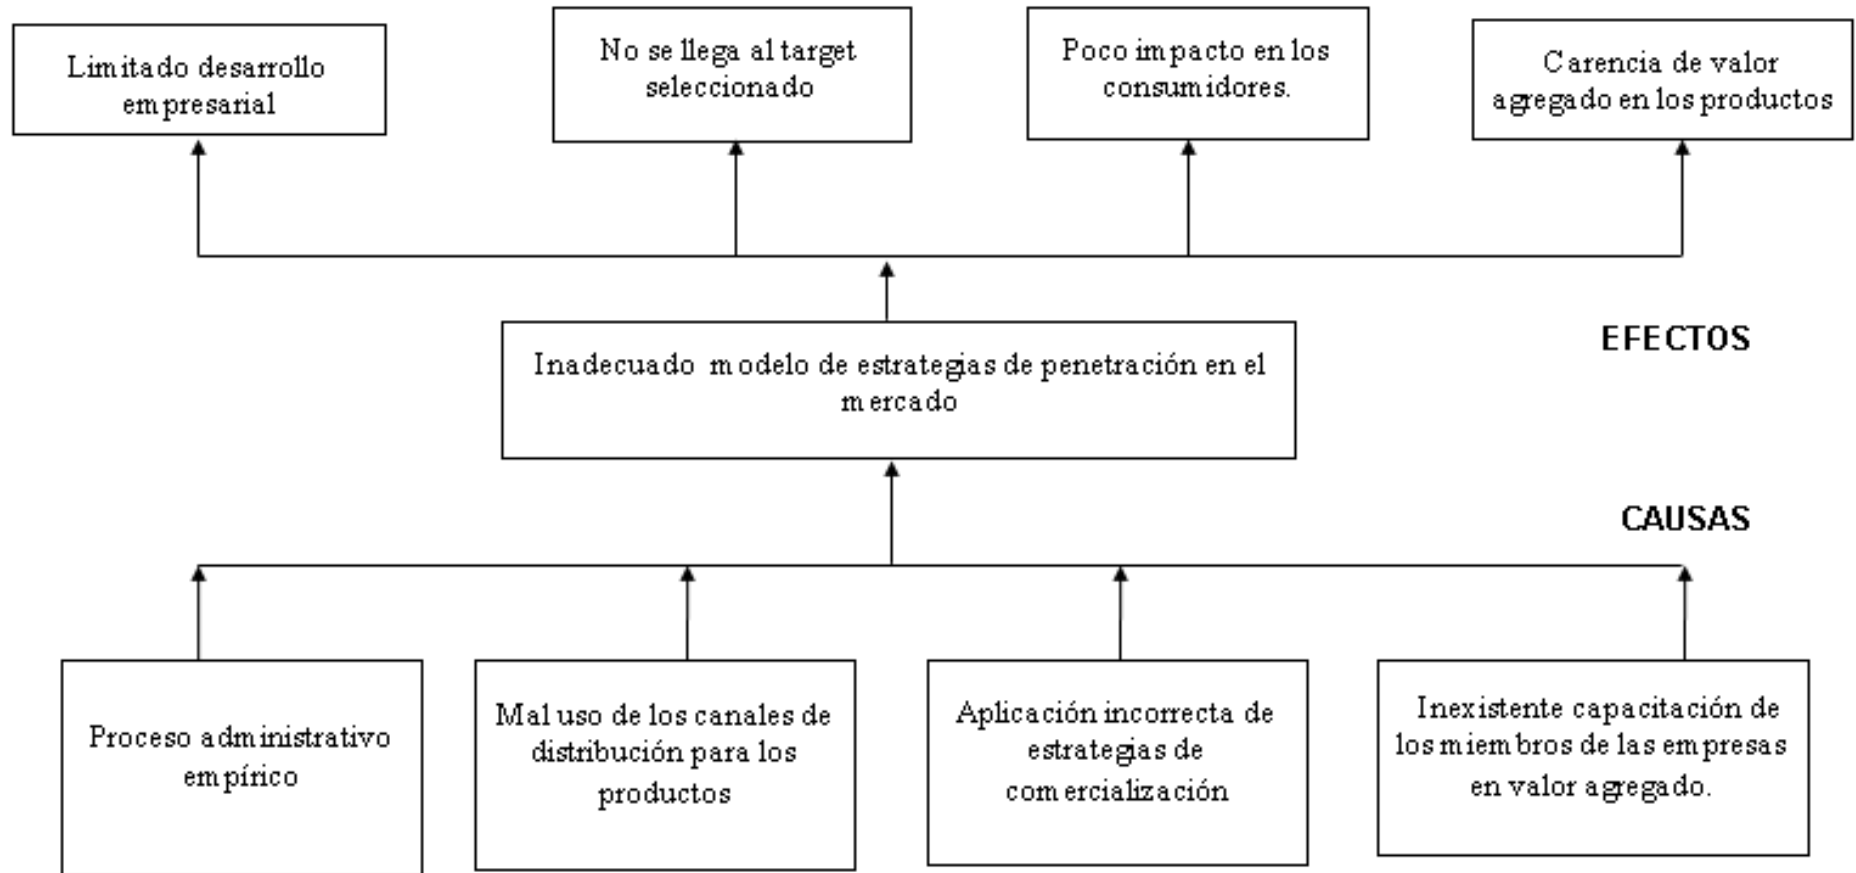 Limitado desarrollo
empresarial
No se llega al target
seleccionado
Poco impacto en los
consumidores.
Carencia de valor
agregado en los productos
EFECTOS
Inadecuado modelo de estrategias de penetración en el
mercado
CAUSAS
Proceso administrativo
empírico
Mal uso de los canales de
distribución para los
productos
Aplicación incorrecta de
estrategias de
comercialización
Inexistente capacitación de
los miembros de las empresas
en valor agregado.